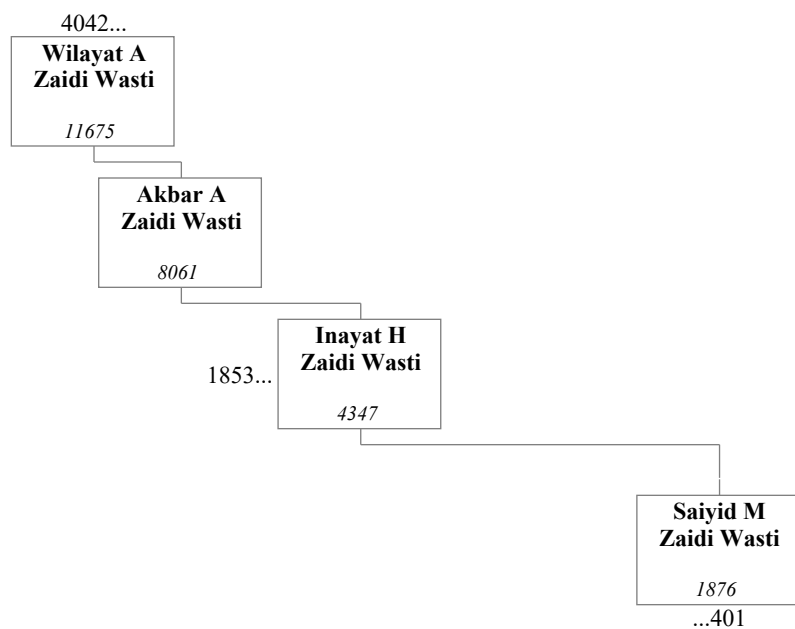 4042...
Wilayat A
Zaidi Wasti
11675
Akbar A
Zaidi Wasti
8061
Inayat H
Zaidi Wasti
1853...
4347
Saiyid M
Zaidi Wasti
1876
...401